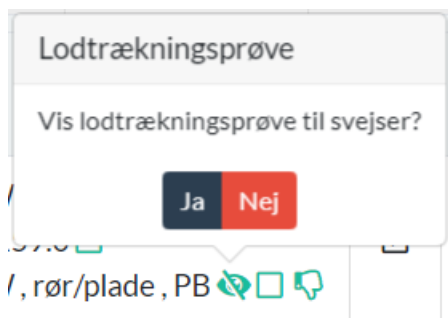 Lodtrækningsprøve
Vis lodtrækningsprøve til svejser?
Ja Nej
, rør/plade , PB